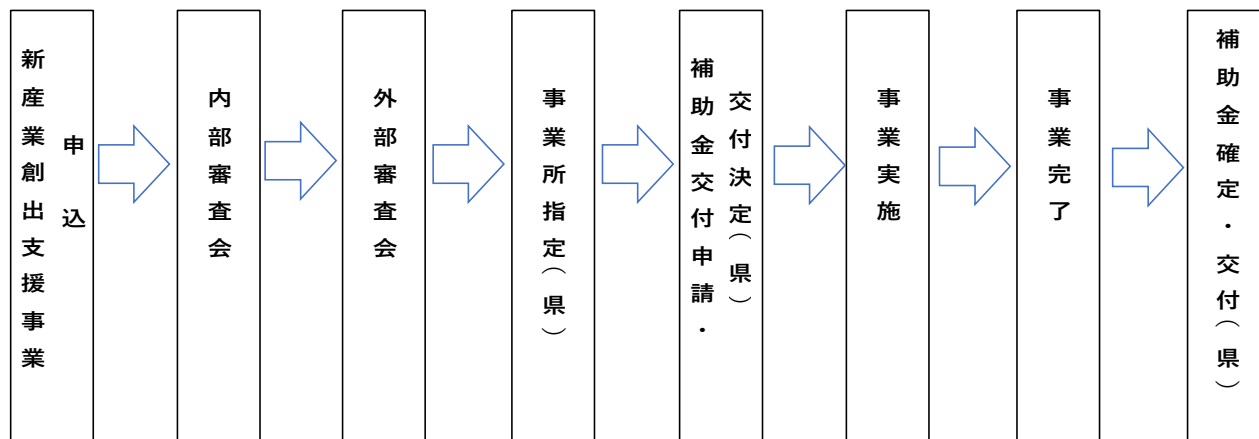 新産業創出支援事業
申込
内部審査会
外部審査会
事業所指定（県）
補助金交付申請・
交付決定（県）
事業実施
事業完了
補助金確定・交付（県）